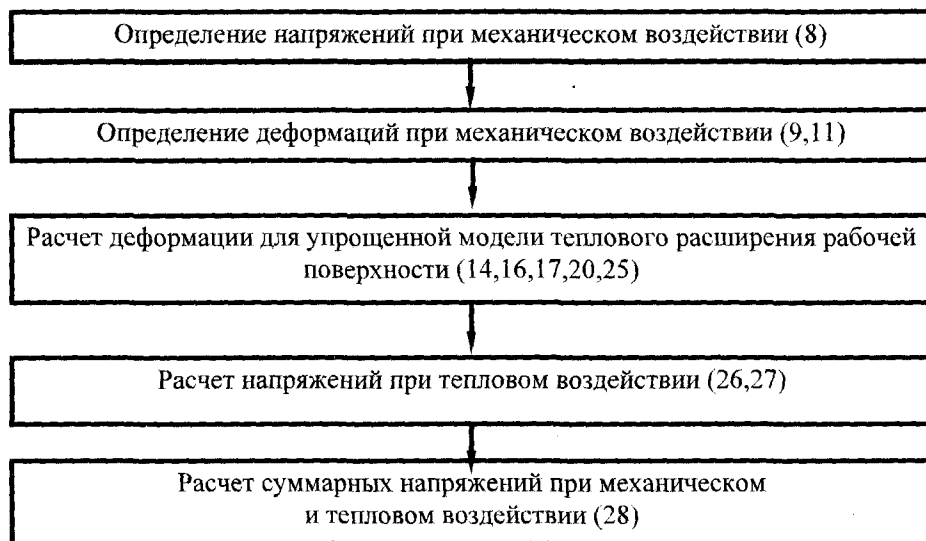 Определение напряжений при механическом воздействии (8)
Определение деформаций при механическом воздействии (9,11)
Расчет деформации для упрощенной модели теплового расширения рабочей
поверхности (14,16,17,20,25)
Расчет напряжений при тепловом воздействии (26,27)
Расчет суммарных напряжений при механическом
и тепловом воздействии (28)